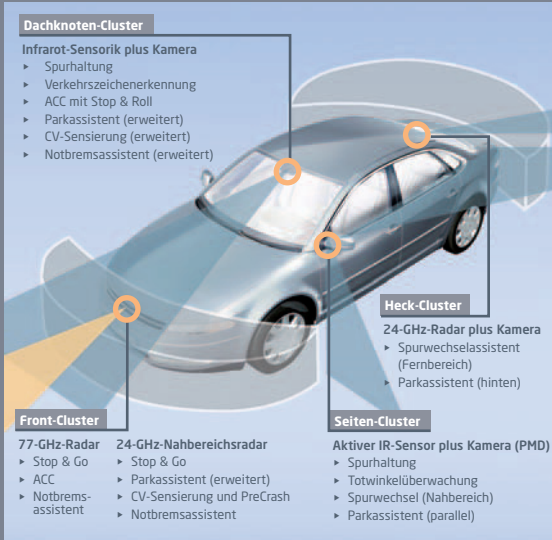 Dachknoten-Cluster
Infrarot-Sensorik plus Kamera
▸ Spurhaltung
▸ Verkehrszeichenerkennung
▸ ACC mit Stop & Roll
▸ Parkassistent (erweitert)
▸ CV-Sensierung (erweitert)
▸ Notbremsassistent (erweitert)
Heck-Cluster
24-GHz-Radar plus Kamera
▸ Spurwechselassistent
(Fernbereich)
▸ Parkassistent (hinten)
Front-Cluster
77-GHz-Radar
▸ Stop & Go
▸ ACC
▸ Notbrems-
assistent
24-GHz-Nahbereichsradar
▸ Stop & Go
▸ Parkassistent (erweitert)
▸ CV-Sensierung und PreCrash
▸ Notbremsassistent
Seiten-Cluster
Aktiver IR-Sensor plus Kamera (PMD)
▸ Spurhaltung
▸ Totwinkelüberwachung
▸ Spurwechsel (Nahbereich)
▸ Parkassistent (parallel)